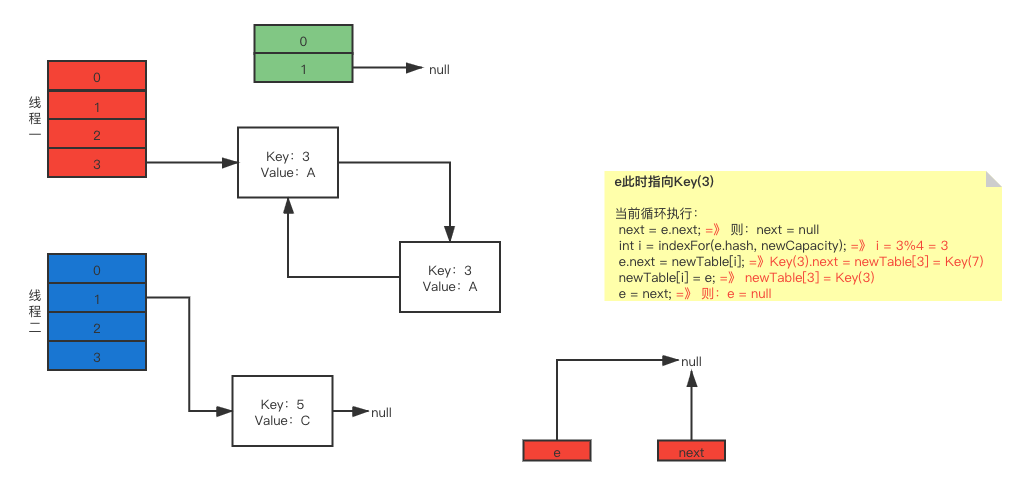 0
1
null
线程一
0
1
2
3
Key：3
Value：A
Key：3
Value：A
e此时指向Key(3)
当前循环执行：
next = e.next; =》 则：next = null
int i = indexFor(e.hash, newCapacity); =》 i = 3%4 = 3
e.next = newTable[i]; =》Key(3).next = newTable[3] = Key(7)
newTable[i] = e; =》 newTable[3] = Key(3)
e = next; =》 则：e = null
线程二
0
1
2
3
Key：5
Value：C
null
null
e
next